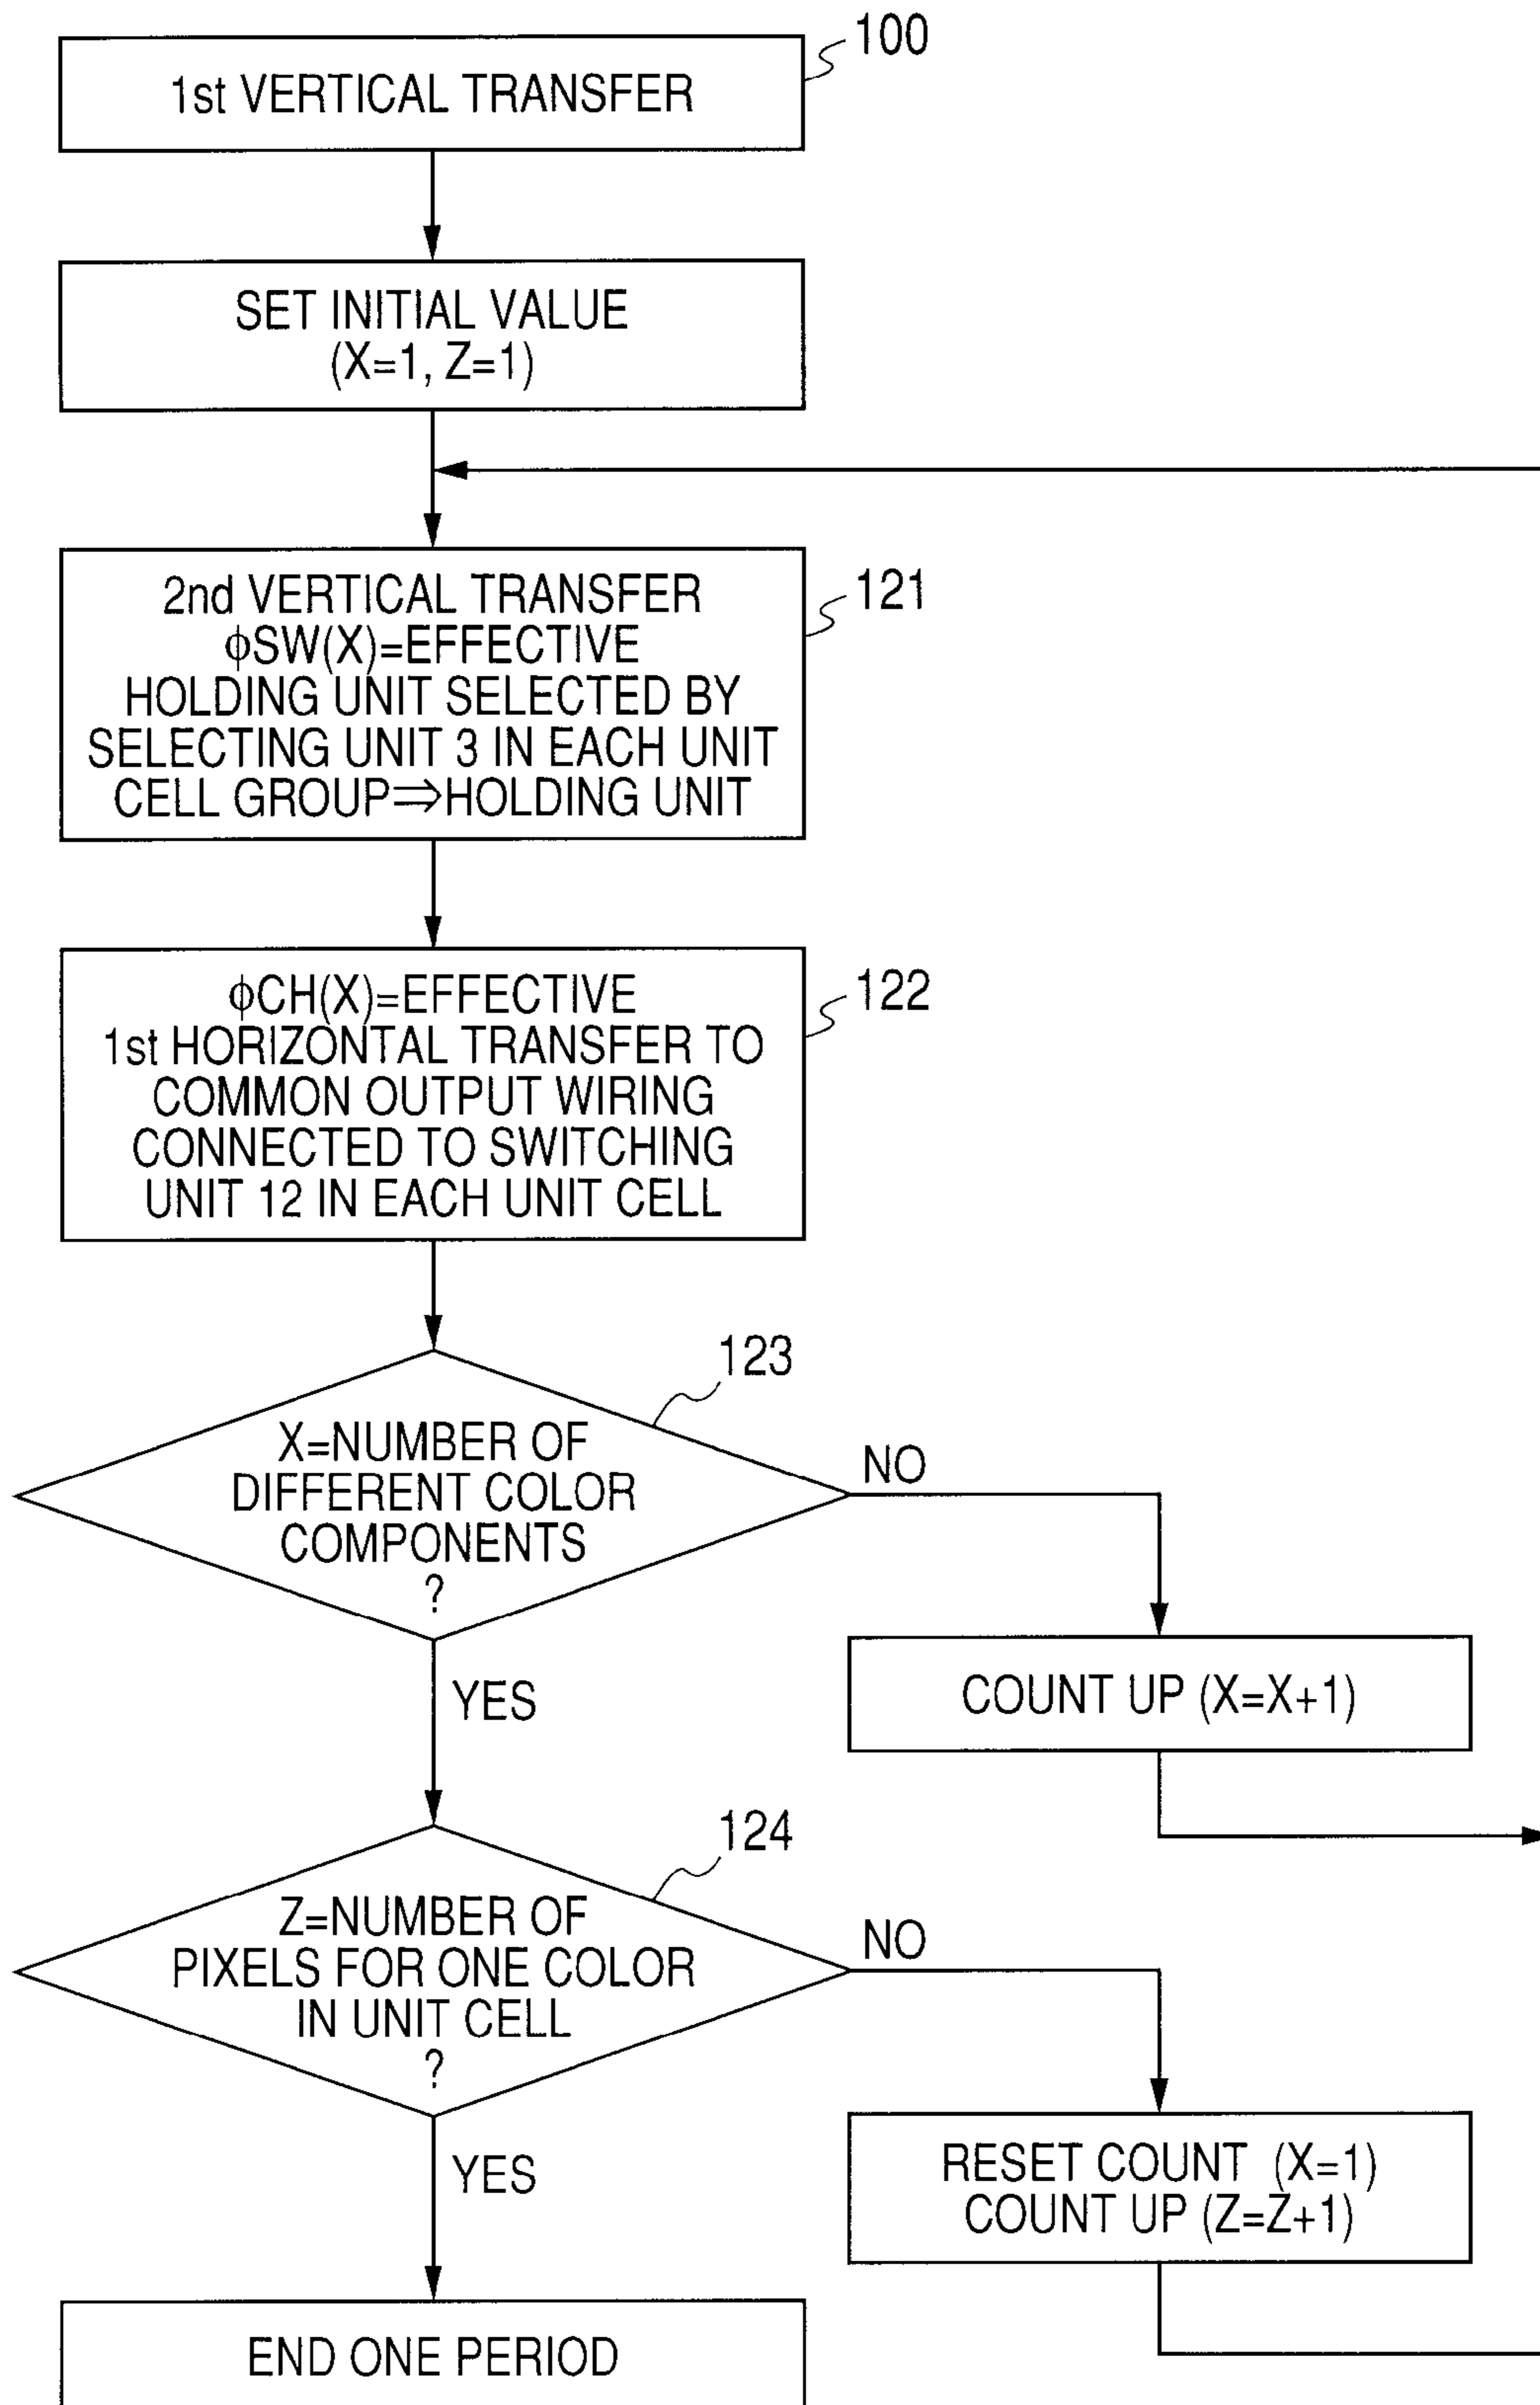 100
1st VERTICAL TRANSFER
SET INITIAL VALUE
(X=1, Z=1)
121
2nd VERTICAL TRANSFER
ϕSW(X)=EFFECTIVE
HOLDING UNIT SELECTED BY
SELECTING UNIT 3 IN EACH UNIT
CELL GROUP⇒HOLDING UNIT
122
ϕCH(X)=EFFECTIVE
1st HORIZONTAL TRANSFER TO
COMMON OUTPUT WIRING
CONNECTED TO SWITCHING
UNIT 12 IN EACH UNIT CELL
123
X=NUMBER OF
DIFFERENT COLOR
COMPONENTS
?
NO
YES
COUNT UP (X=X+1)
124
Z=NUMBER OF
PIXELS FOR ONE COLOR
IN UNIT CELL
?
NO
YES
RESET COUNT (X=1)
COUNT UP (Z=Z+1)
END ONE PERIOD